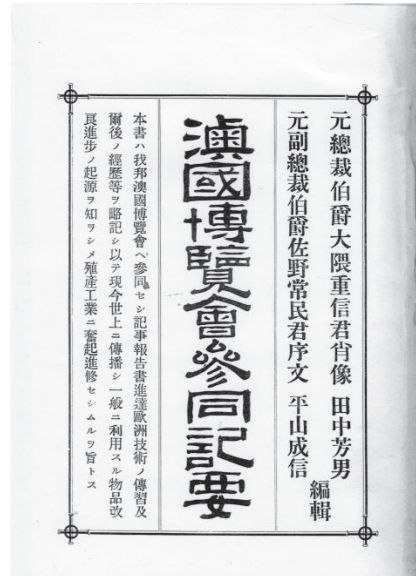 元總裁伯爵大隈重信君肖像 田中芳男
元副總裁伯爵佐野常民君序文 平山成信
編輯
澳國博覽會參同記要
本書ハ我邦澳國博覽會ヘ參同セシ記事報告書進達歐洲技術ノ傳習及
爾後ノ經歷等ヲ略記シ以テ現今世上ニ傳播シ一般ニ利用スル物品改
良進步ノ起源ヲ知ヲシメ殖產工業ニ奮起進修セシムルヲ旨トス